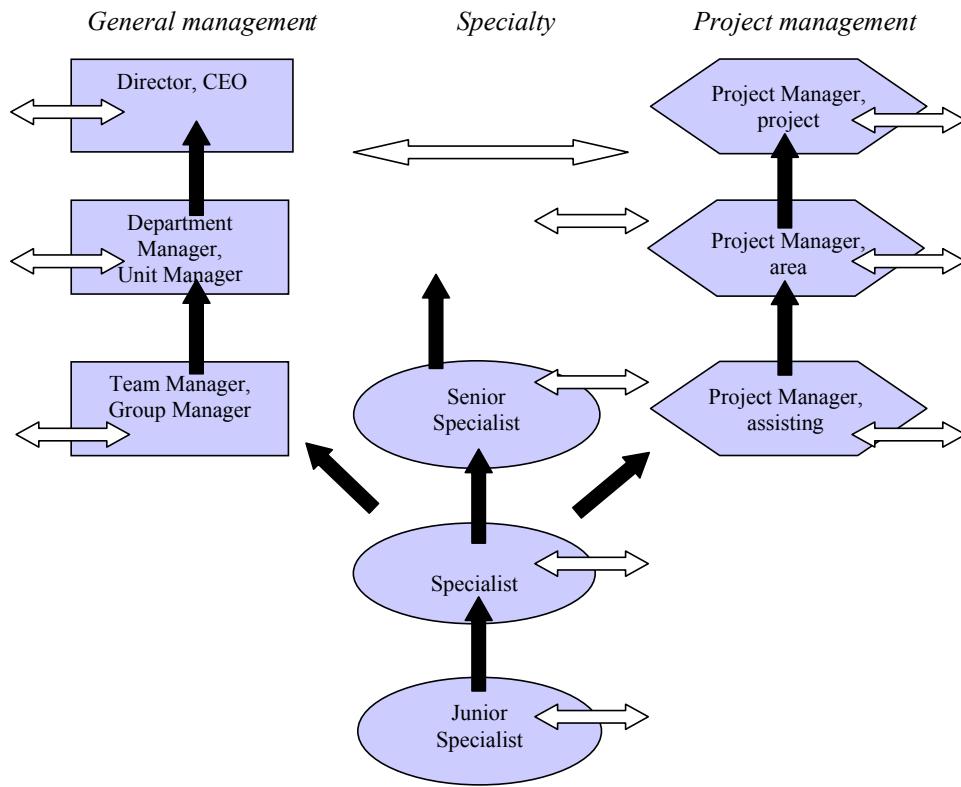 General management
Specialty
Project management
Director, CEO
Project Manager,
project
Department
Manager,
Unit Manager
Project Manager,
area
Team Manager,
Group Manager
Senior
Specialist
Project Manager,
assisting
Specialist
Junior
Specialist